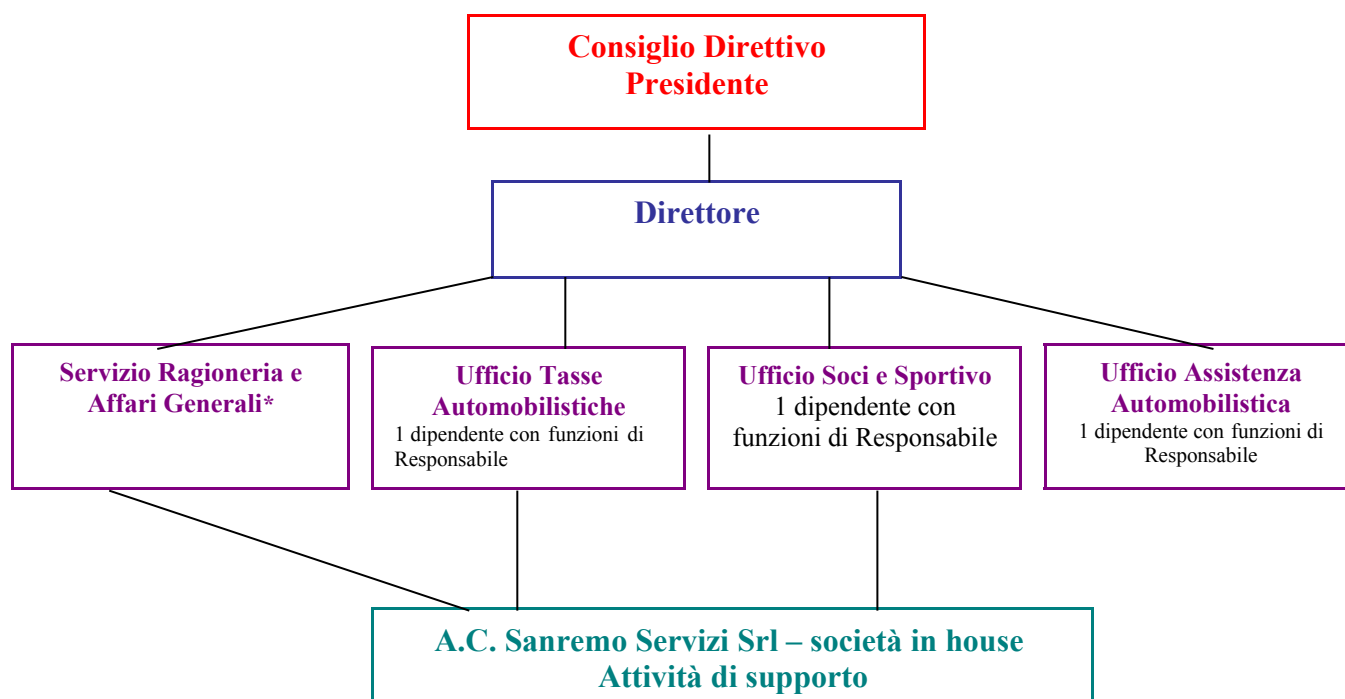 Consiglio Direttivo
Presidente
Direttore
Servizio Ragioneria e
Affari Generali*
Ufficio Tasse
Automobilistiche
1 dipendente con funzioni di
Responsabile
Ufficio Soci e Sportivo
1 dipendente con
funzioni di Responsabile
Ufficio Assistenza
Automobilistica
1 dipendente con funzioni di
Responsabile
A.C. Sanremo Servizi Srl – società in house
Attività di supporto